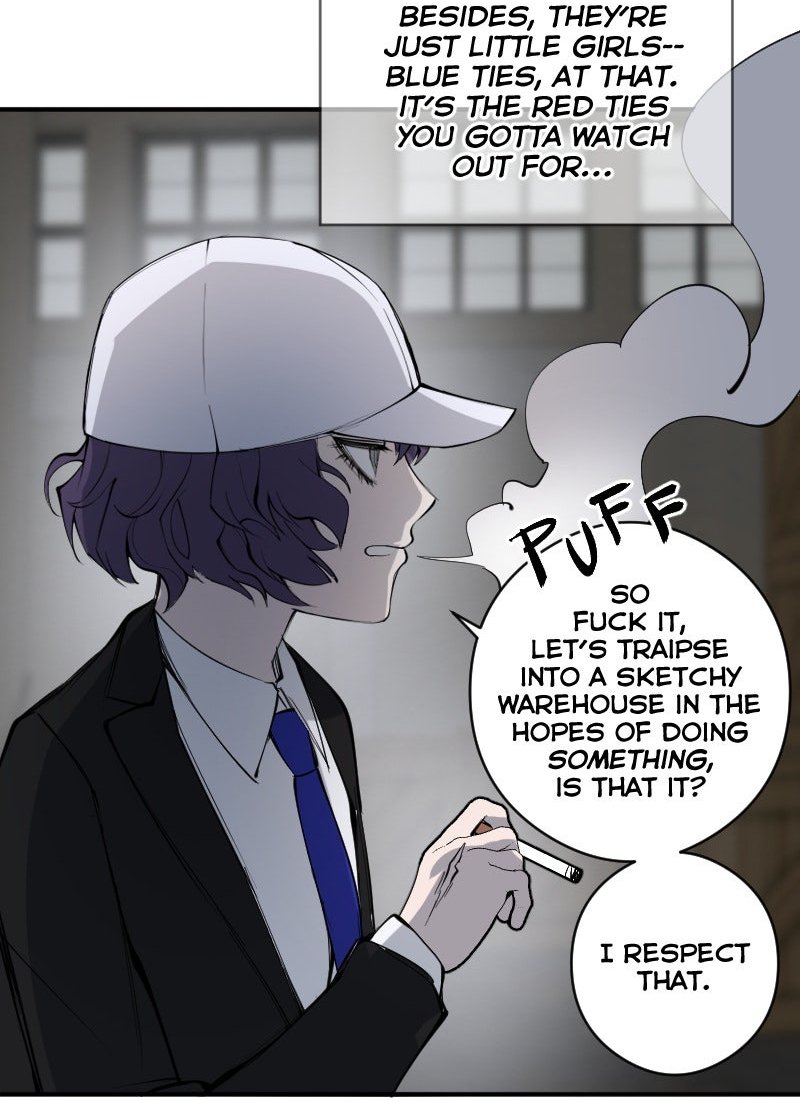 BESIDES, THEY'RE
JUST LITTLE GIRLS--
BLUE TIES, AT THAT.
IT'S THE RED TIES
YOU GOTTA WATCH
OUT FOR...
PUFF
SO
FUCK IT,
LET'S TRAIPSE
INTO A SKETCHY
WAREHOUSE IN THE
HOPES OF DOING
SOMETHING,
IS THAT IT?
I RESPECT
THAT.